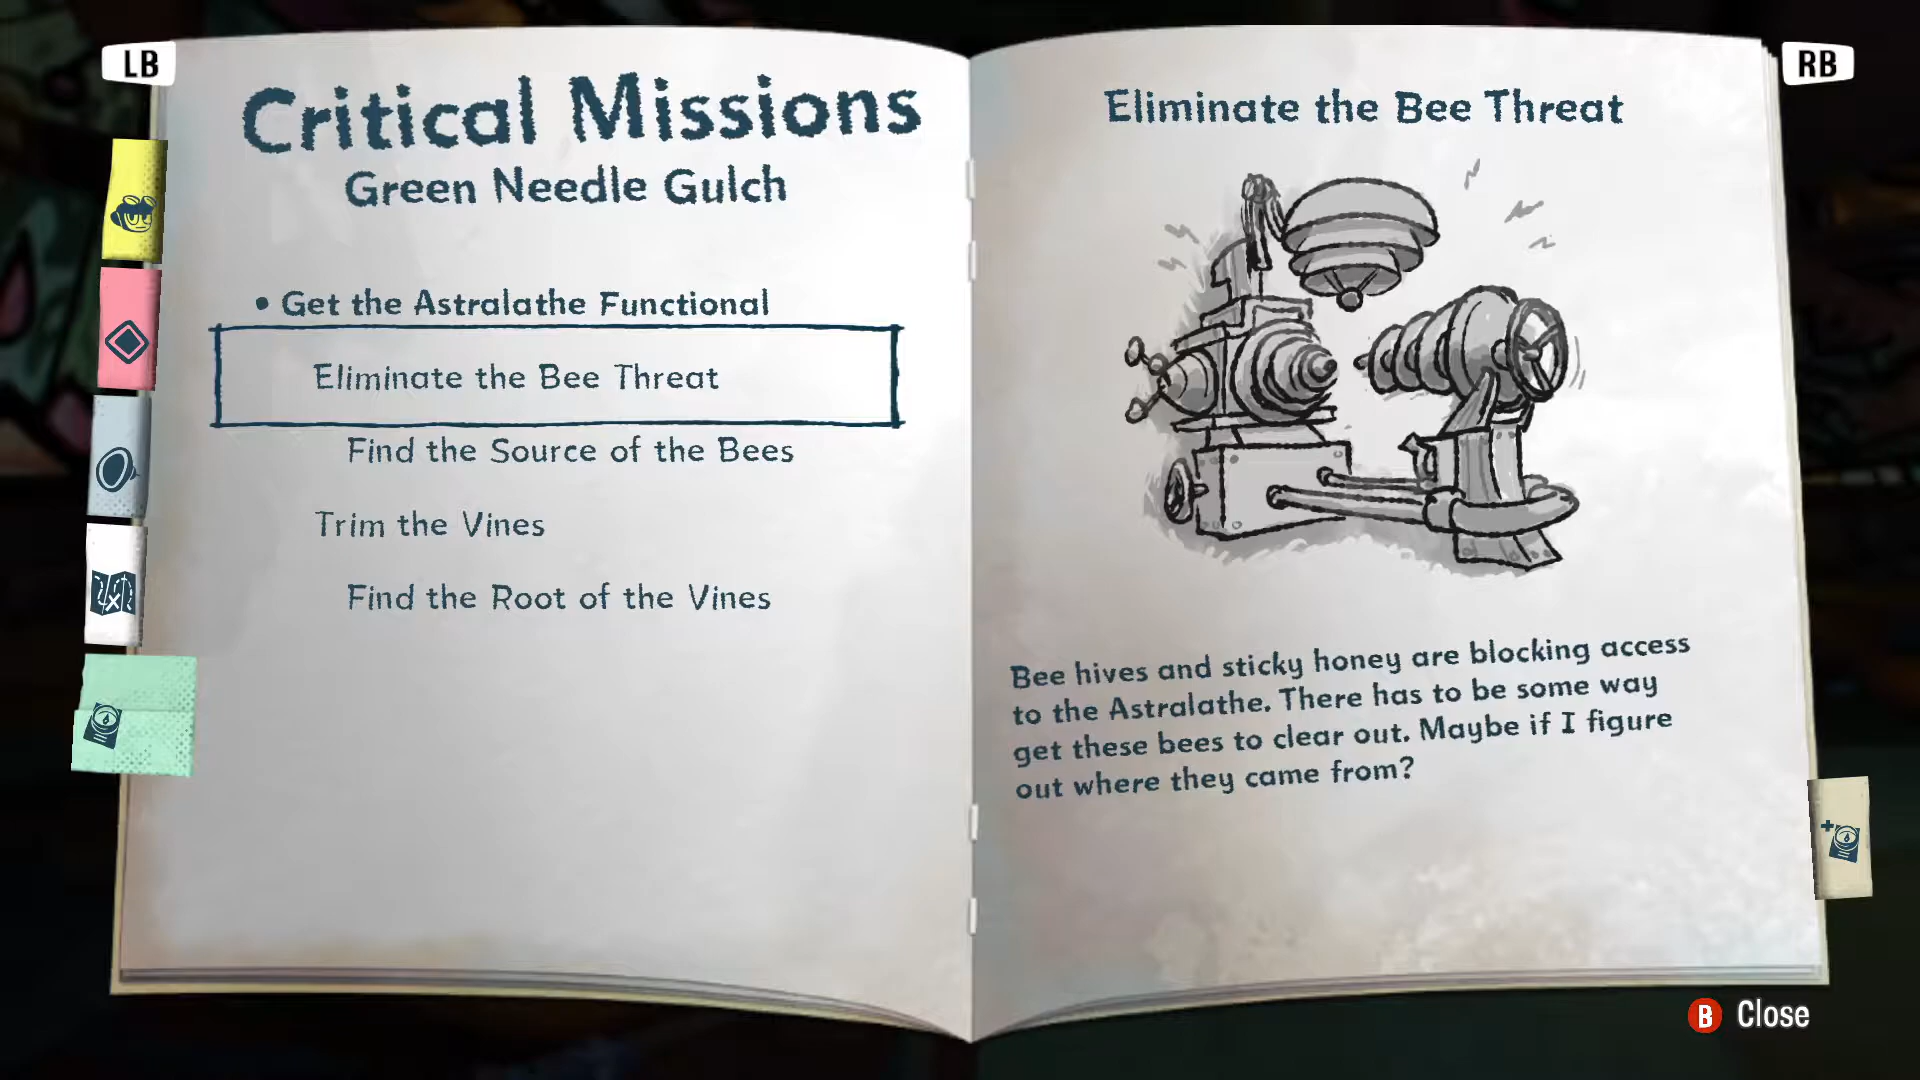 LB
RB
Critical Missions
Green Needle Gulch
• Get the Astralathe Functional
Eliminate the Bee Threat
Find the Source of the Bees
Trim the Vines
Find the Root of the Vines
Eliminate the Bee Threat
Bee hives and sticky honey are blocking access
to the Astralathe. There has to be some way
get these bees to clear out. Maybe if I figure
out where they came from?
B Close